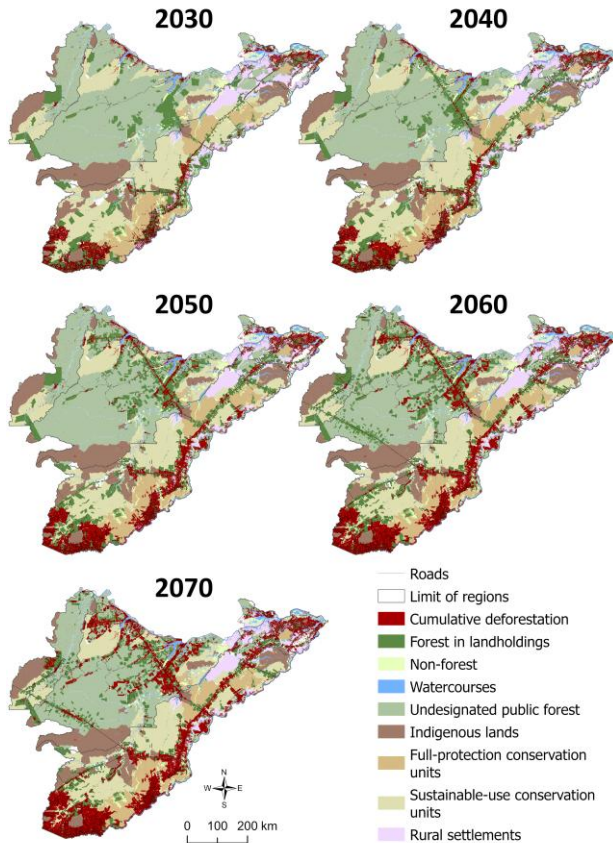 2030
2040
2050
2060
2070
Roads
Limit of regions
Cumulative deforestation
Forest in landholdings
Non-forest
Watercourses
Undesignated public forest
Indigenous lands
Full-protection conservation
units
Sustainable-use conservation
units
Rural settlements
N
W E
S
0 100 200 km